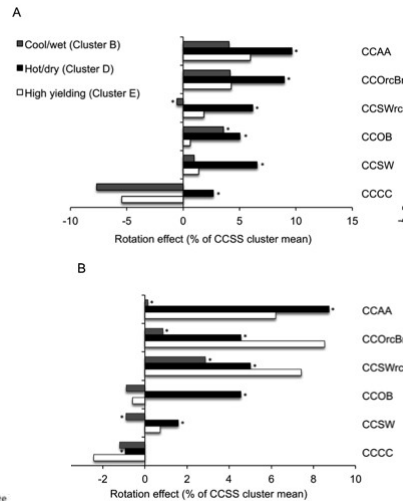 A
Cool/wet (Cluster B)
Hot/dry (Cluster D)
High yielding (Cluster E)
*
CCAA
*
CCOrcBr
* *
CCSWrc
* *
CCOB
*
CCSW
*
CCCC
-10 -5 0 5 10 15
Rotation effect (% of CCSS cluster mean)
B
* *
CCAA
* *
CCOrcBr
* *
CCSWrc
*
CCOB
* *
CCSW
*
CCCC
-2 0 2 4 6 8 10
Rotation effect (% of CCSS cluster mean)